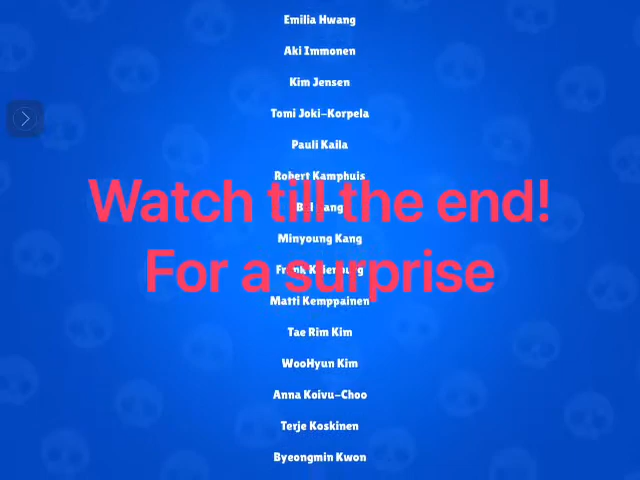 Emilia Hwang
Aki Immonen
Kim Jensen
Tomi Joki-Korpela
Pauli Kaila
Robert Kamphuis
Watch till the end!
Minyoung Kang
For a surprise
Matti Kemppainen
Tae Rim Kim
WooHyun Kim
Anna Koivu-Choo
Terje Koskinen
Byeongmin Kwon